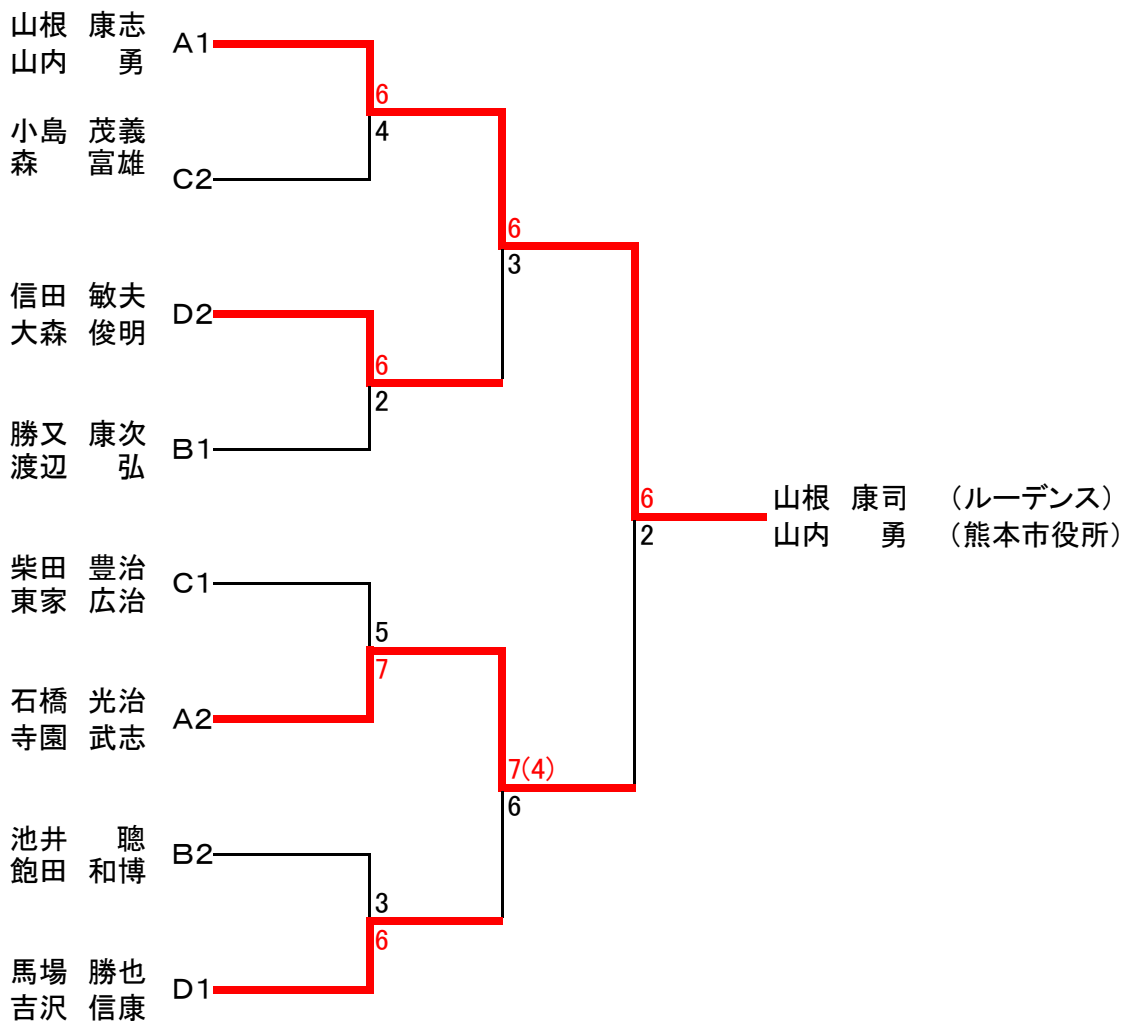 山根 康志
山内 勇
A1
6
4
小島 茂義
森 富雄
C2
6
3
信田 敏夫
大森 俊明
D2
6
2
勝又 康次
渡辺 弘
B1
6
2
山根 康司 （ルーデンス）
山内 勇 （熊本市役所）
柴田 豊治
東家 広治
C1
5
7
石橋 光治
寺園 武志
A2
7(4)
6
池井 聰
飽田 和博
B2
3
6
馬場 勝也
吉沢 信康
D1